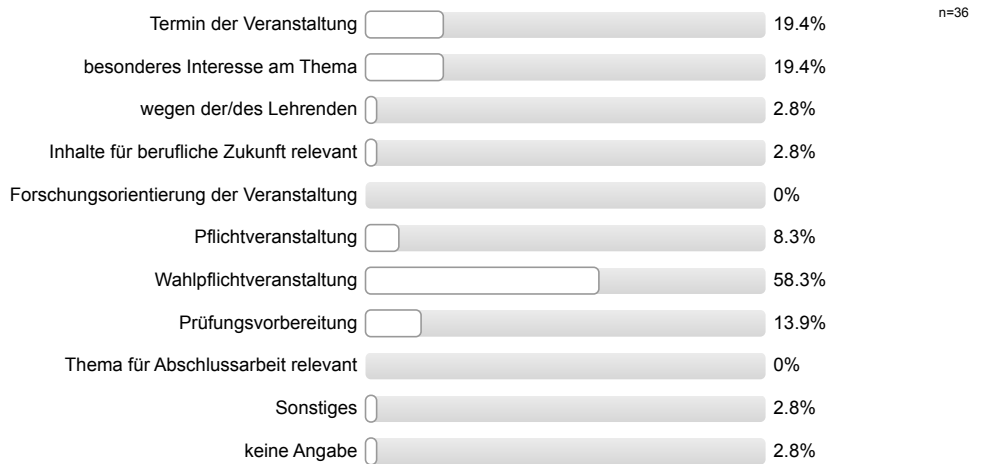 n=36
Termin der Veranstaltung 19.4%
besonderes Interesse am Thema 19.4%
wegen der/des Lehrenden 2.8%
Inhalte für berufliche Zukunft relevant 2.8%
Forschungsorientierung der Veranstaltung 0%
Pflichtveranstaltung 8.3%
Wahlpflichtveranstaltung 58.3%
Prüfungsvorbereitung 13.9%
Thema für Abschlussarbeit relevant 0%
Sonstiges 2.8%
keine Angabe 2.8%